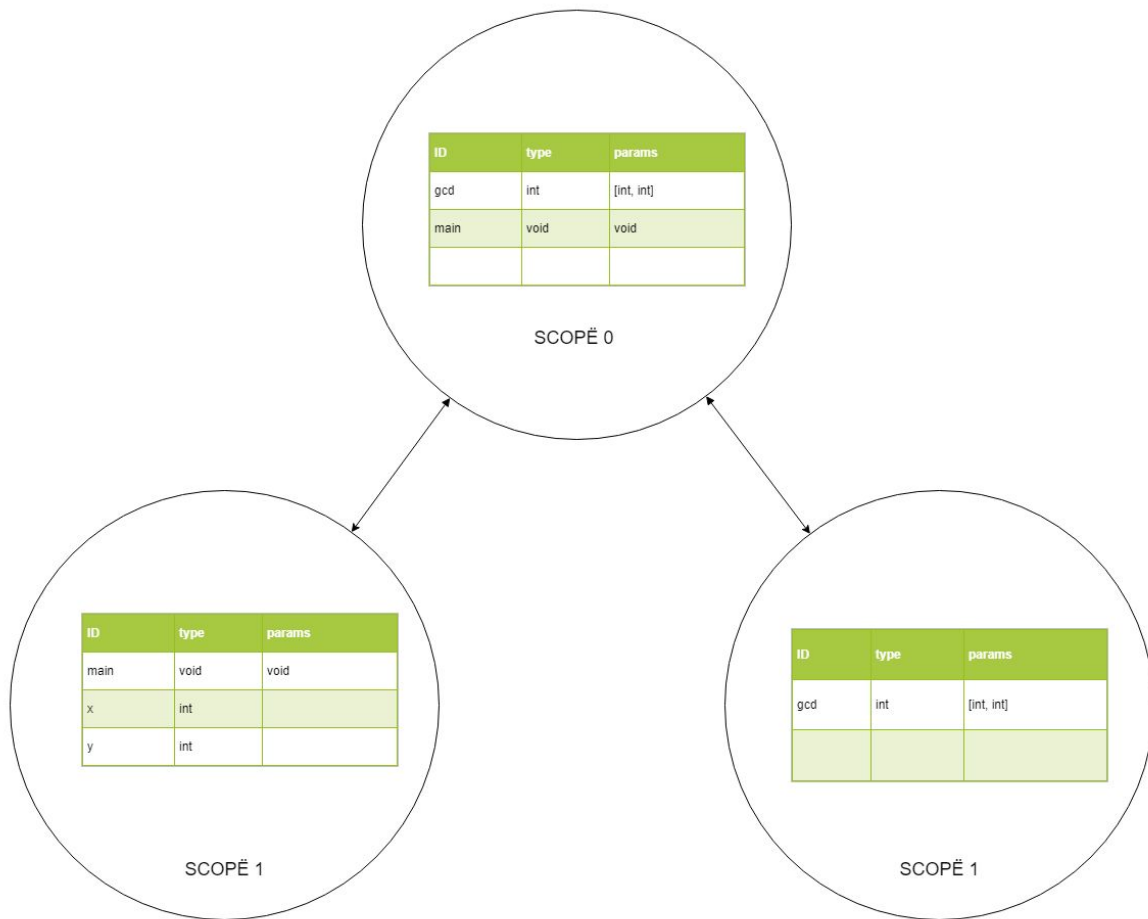 ID type params
gcd int [int, int]
main void void
SCOPË 0
ID type params
main void void
x int
y int
SCOPË 1
ID type params
gcd int [int, int]
SCOPË 1